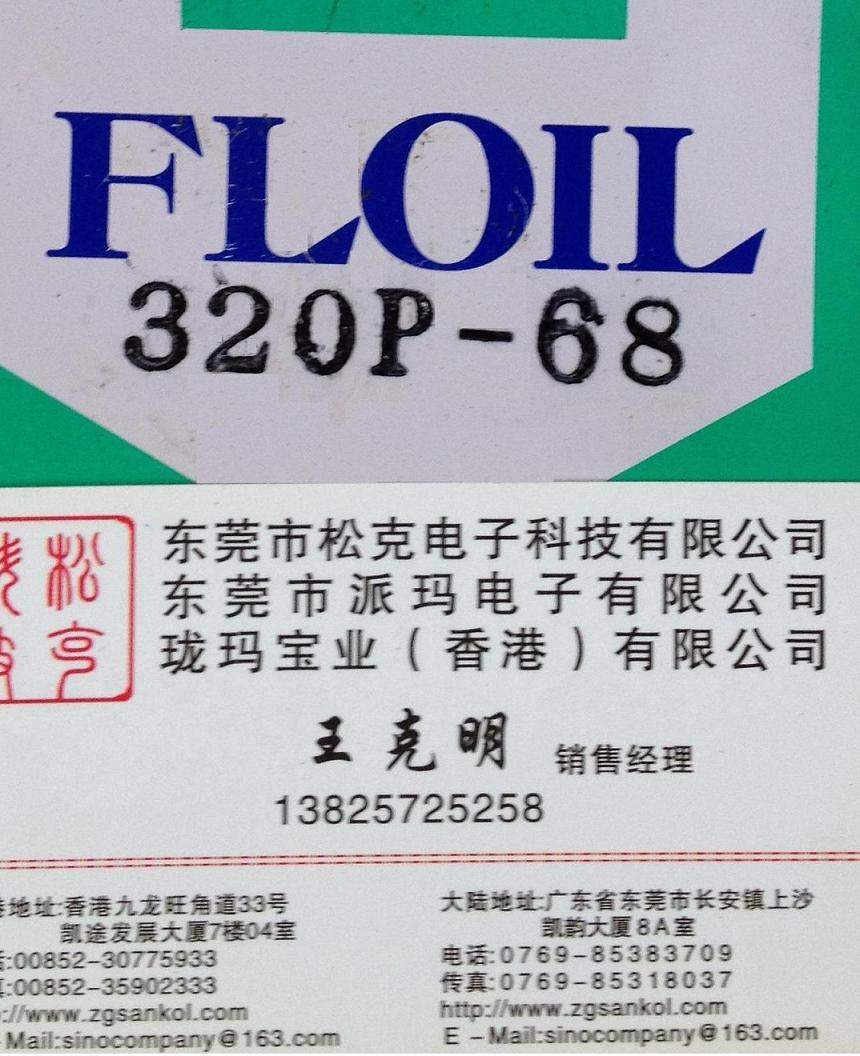 FLOIL
320P-68
松
亨
东莞市松克电子科技有限公司
东莞市派玛电子有限公司
珑玛宝业(香港)有限公司
王克明 销售经理
13825725258
地址:香港九龙旺角道33号
凯途发展大厦7楼04室
:00852-30775933
:00852-35902333
://www.zgsankol.com
Mail:sinocompany@163.com
大陆地址:广东省东莞市长安镇上沙
凯韵大厦8A室
电话:0769-85383709
传真:0769-85318037
http://www.zgsankol.com
E-Mail:sinocompany@163.com